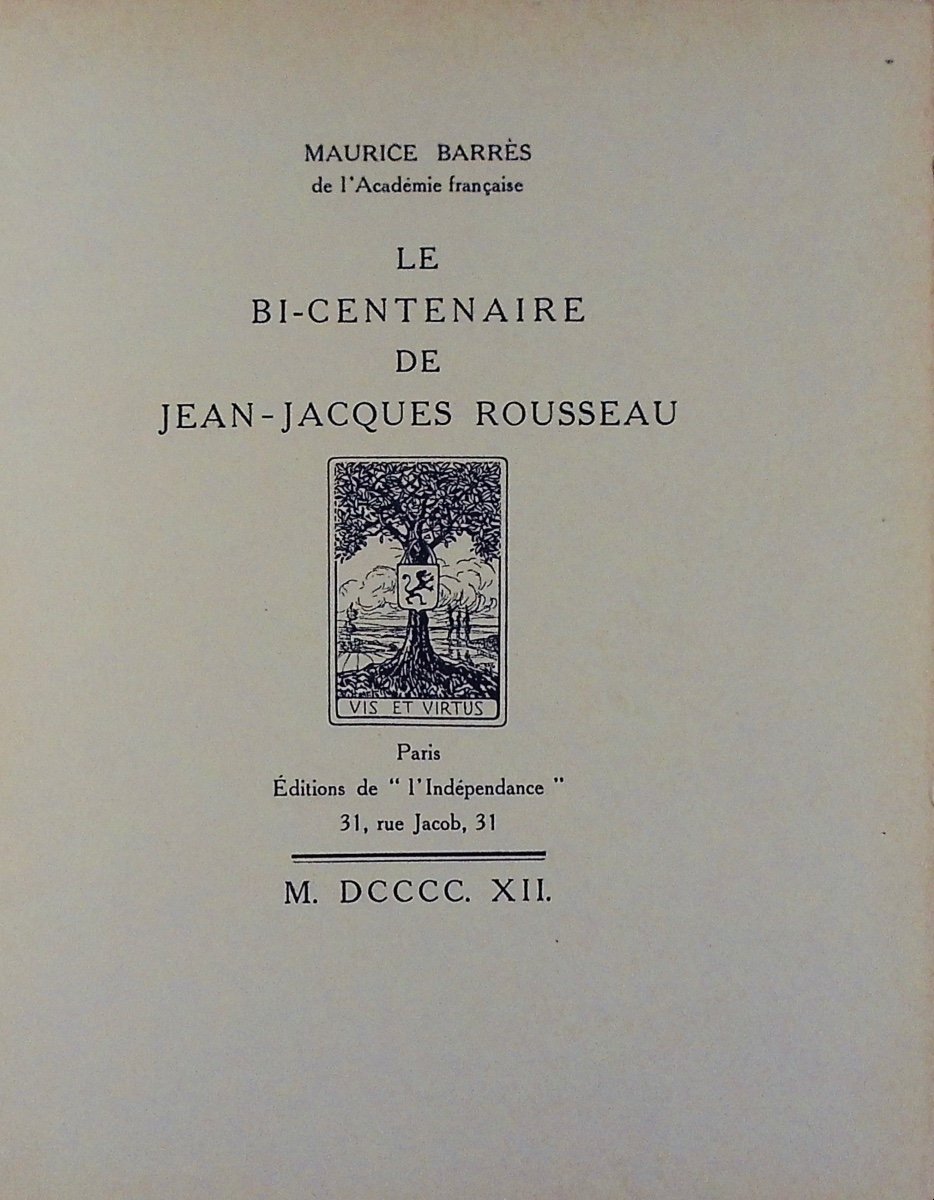 MAURICE BARRÈS
de l'Académie française
LE
BI-CENTENAIRE
DE
JEAN-JACQUES ROUSSEAU
VIS ET VIRTUS
Paris
Éditions de “ l'Indépendance ”
31, rue Jacob, 31
M. DCCCC. XII.